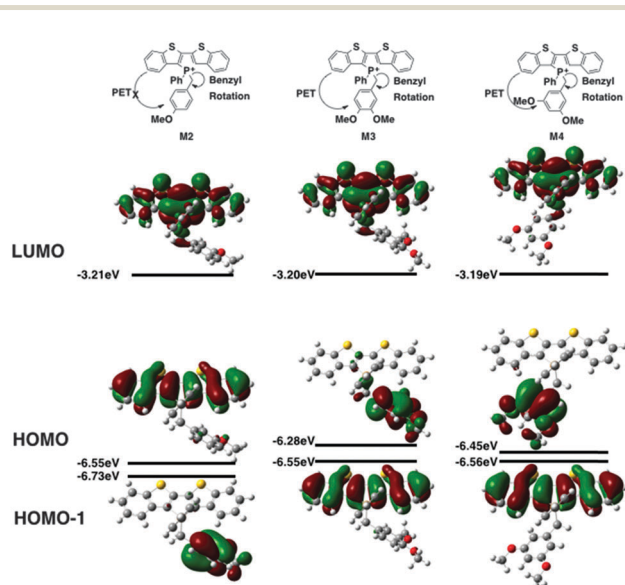 S S S S S S
P+ Benzyl P+ Benzyl P+ Benzyl
Ph Ph Ph
PET X Rotation PET Rotation PET Rotation
MeO MeO OMe MeO OMe
M2 M3 M4
LUMO
-3.21eV -3.20eV -3.19eV
HOMO
-6.28eV -6.45eV
-6.55eV -6.55eV -6.56eV
-6.73eV
HOMO-1